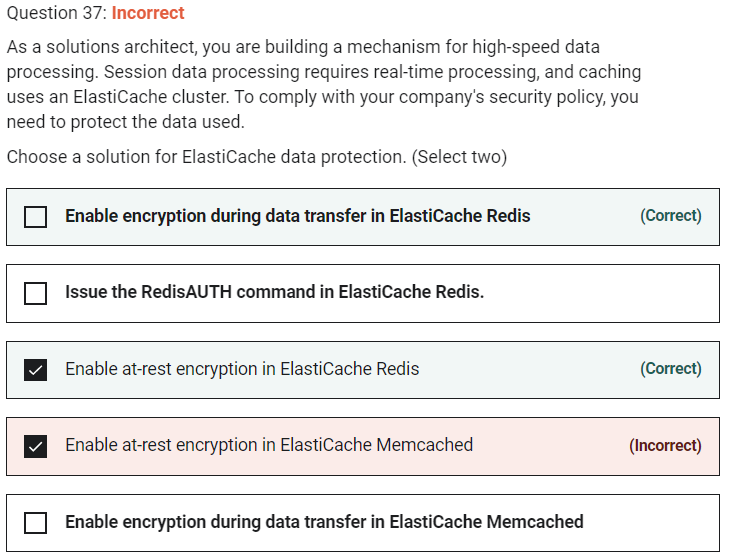 Question 37: Incorrect
As a solutions architect, you are building a mechanism for high-speed data
processing. Session data processing requires real-time processing, and caching
uses an ElastiCache cluster. To comply with your company's security policy, you
need to protect the data used.
Choose a solution for ElastiCache data protection. (Select two)
Enable encryption during data transfer in ElastiCache Redis (Correct)
Issue the RedisAUTH command in ElastiCache Redis.
Enable at-rest encryption in ElastiCache Redis (Correct)
Enable at-rest encryption in ElastiCache Memcached (Incorrect)
Enable encryption during data transfer in ElastiCache Memcached